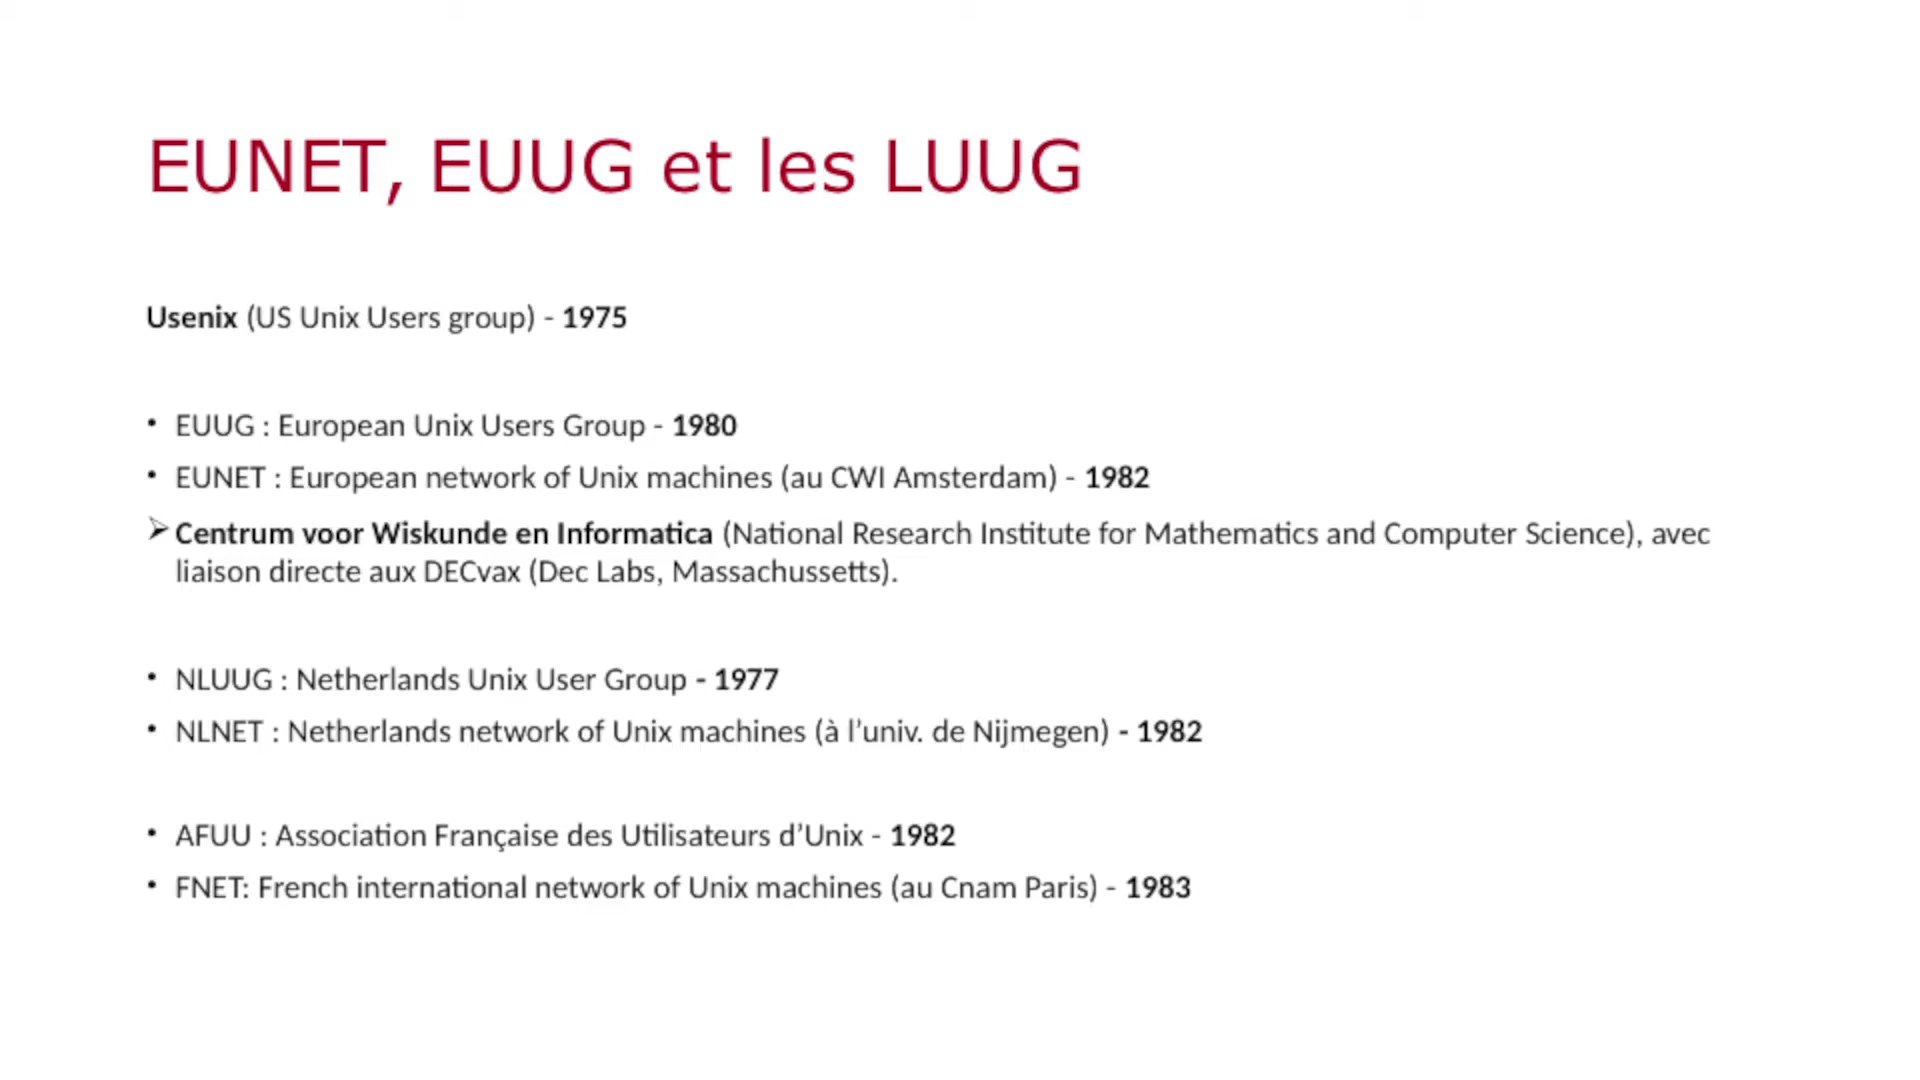 EUNET, EUUG et les LUUG
Usenix (US Unix Users group) - 1975
• EUUG : European Unix Users Group - 1980
• EUNET : European network of Unix machines (au CWI Amsterdam) - 1982
➢ Centrum voor Wiskunde en Informatica (National Research Institute for Mathematics and Computer Science), avec
liaison directe aux DECvax (Dec Labs, Massachussetts).
• NLUUG : Netherlands Unix User Group - 1977
• NLNET : Netherlands network of Unix machines (à l’univ. de Nijmegen) - 1982
• AFUU : Association Française des Utilisateurs d’Unix - 1982
• FNET: French international network of Unix machines (au Cnam Paris) - 1983